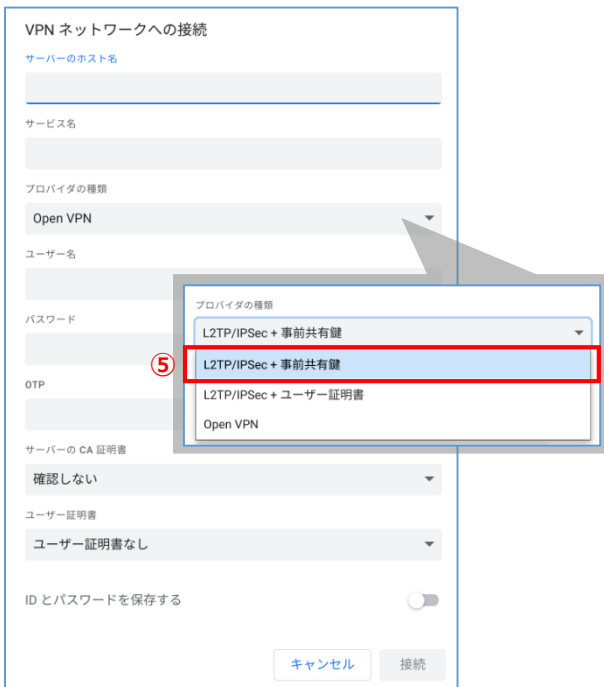 VPN ネットワークへの接続
サーバーのホスト名
サービス名
プロバイダの種類
Open VPN
ユーザー名
パスワード
OTP
サーバーの CA 証明書
確認しない
ユーザー証明書
ユーザー証明書なし
ID とパスワードを保存する
キャンセル
接続
プロバイダの種類
L2TP/IPSec + 事前共有鍵
⑤
L2TP/IPSec + 事前共有鍵
L2TP/IPSec + ユーザー証明書
Open VPN